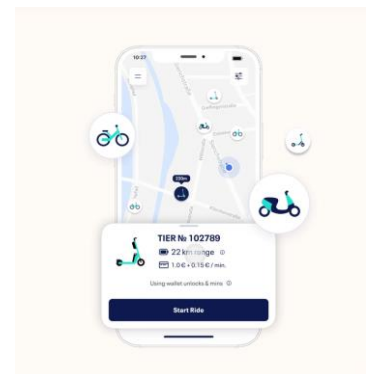 10:27
TIER № 102789
22 km range
1.0 € • 0.15 € / min.
Using wallet unlocks & mins
Start Ride